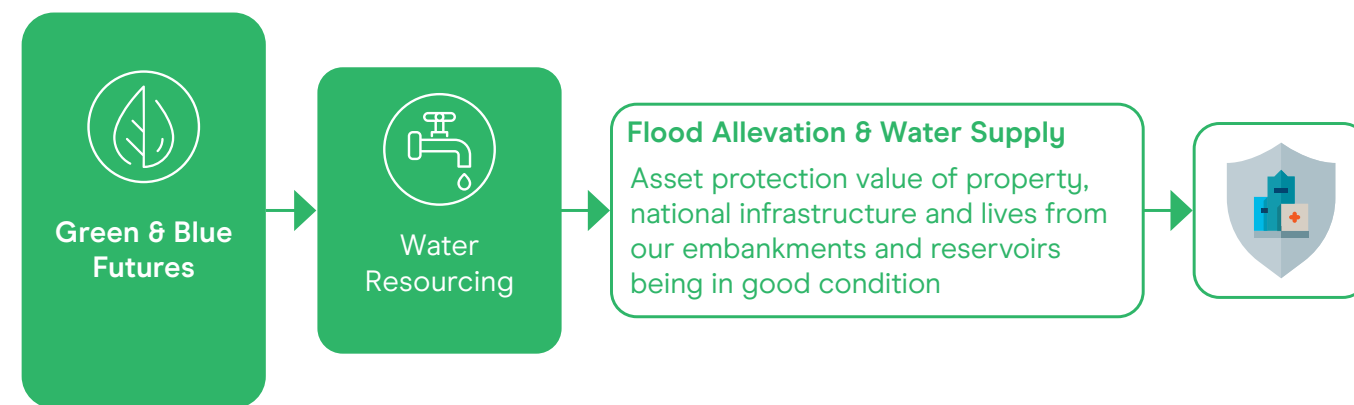 Green & Blue
Futures
Water
Resourcing
Flood Allevation & Water Supply
Asset protection value of property,
national infrastructure and lives from
our embankments and reservoirs
being in good condition